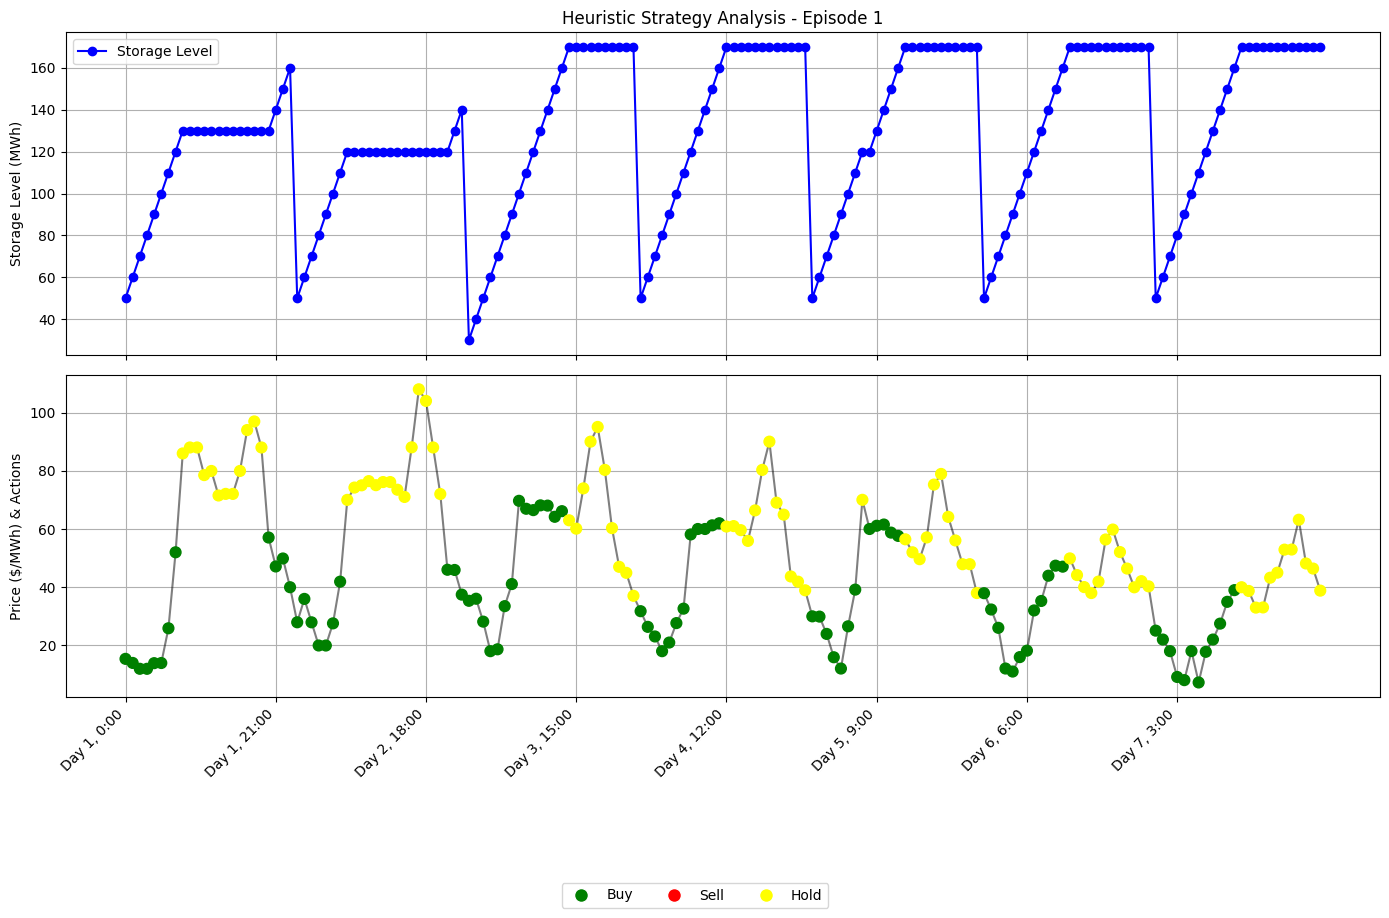 Heuristic Strategy Analysis - Episode 1
Storage Level
Storage Level (MWh)
160
140
120
100
80
60
40
Price ($/MWh) & Actions
100
80
60
40
20
Day 1, 0:00
Day 1, 21:00
Day 2, 18:00
Day 3, 15:00
Day 4, 12:00
Day 5, 9:00
Day 6, 6:00
Day 7, 3:00
Buy
Sell
Hold